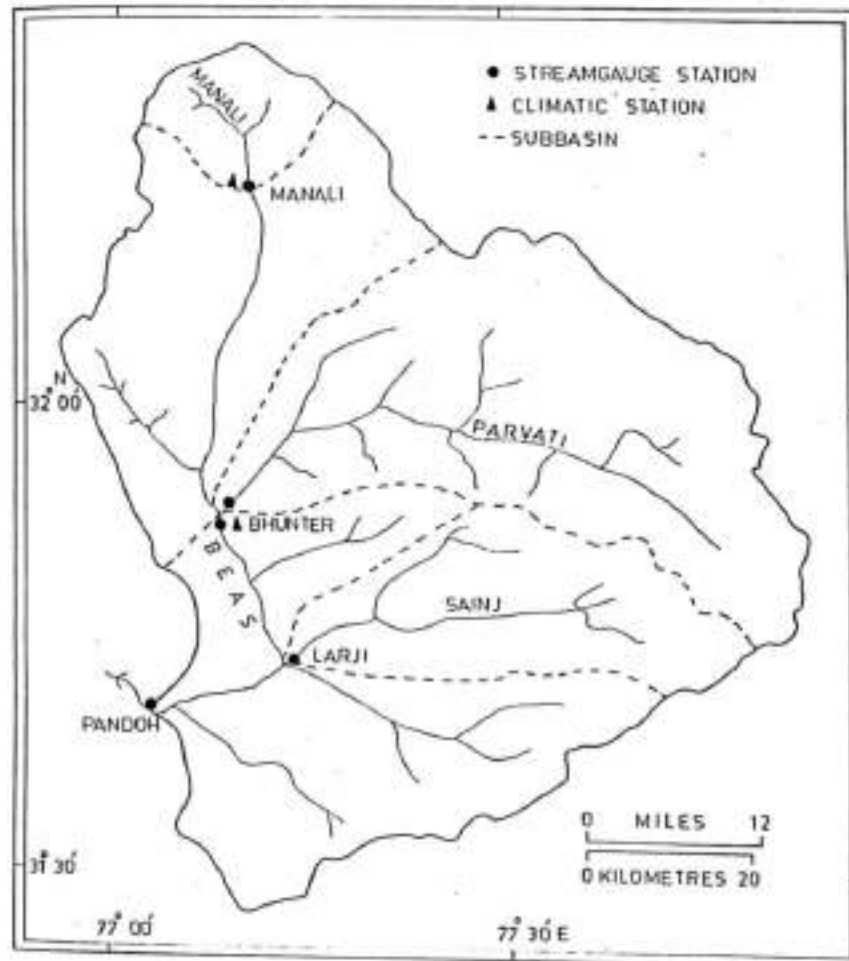 ● STREAMGAUGE STATION
▲ CLIMATIC STATION
--- SUBBASIN
MANALI
MANALI
N
32°00'
PARVATI
BHUNTER
BEAS
SAINJ
LARJI
PANDOH
0 MILES 12
0 KILOMETRES 20
31°30'
77°00'
77°30'E